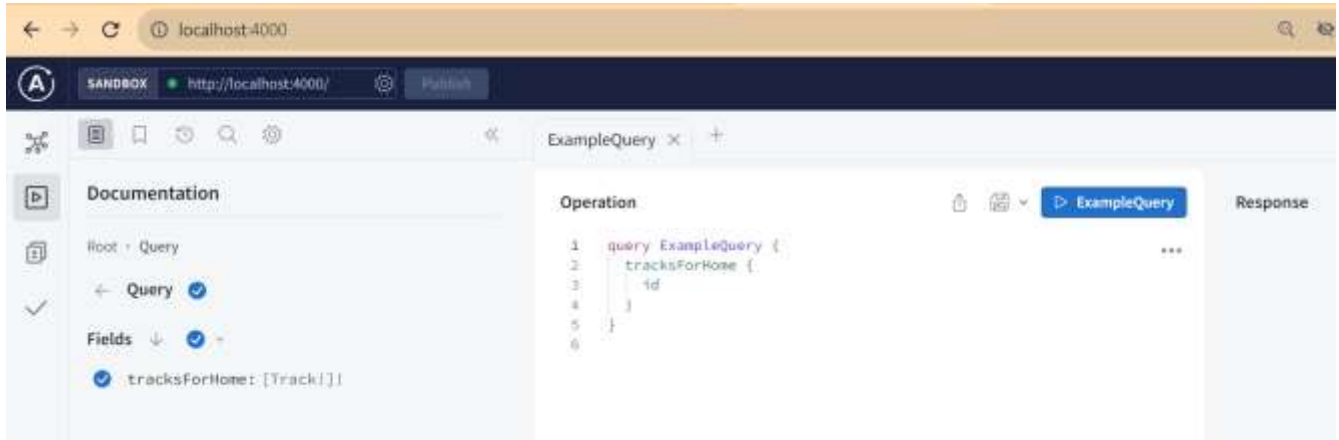 localhost:4000
A SANDBOX http://localhost:4000/ Publish
Documentation
Root › Query
Query
Fields
tracksForHome: [Track!]!
ExampleQuery
Operation
ExampleQuery
1 query ExampleQuery {
2 tracksForHome {
3 id
4 }
5 }
6
Response